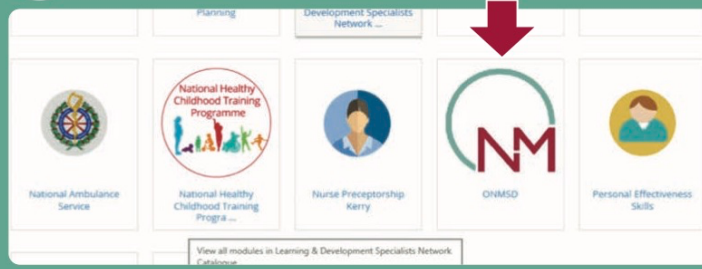 Planning
Development Specialists
Network ...
National Healthy
Childhood Training
Programme
NM
National Ambulance
Service
National Healthy
Childhood Training
Progra ...
Nurse Preceptorship
Kerry
ONMSD
Personal Effectiveness
Skills
View all modules in Learning & Development Specialists Network
Catalogue